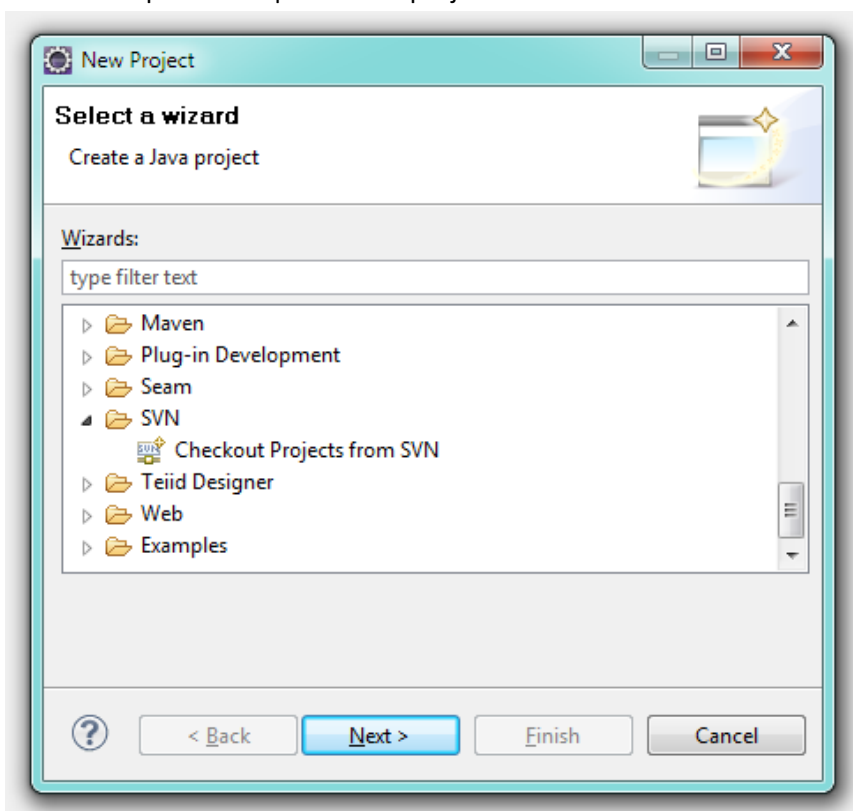 New Project
Select a wizard
Create a Java project
Wizards:
type filter text
Maven
Plug-in Development
Seam
SVN
SVN Checkout Projects from SVN
Teiid Designer
Web
Examples
? < Back Next > Finish Cancel